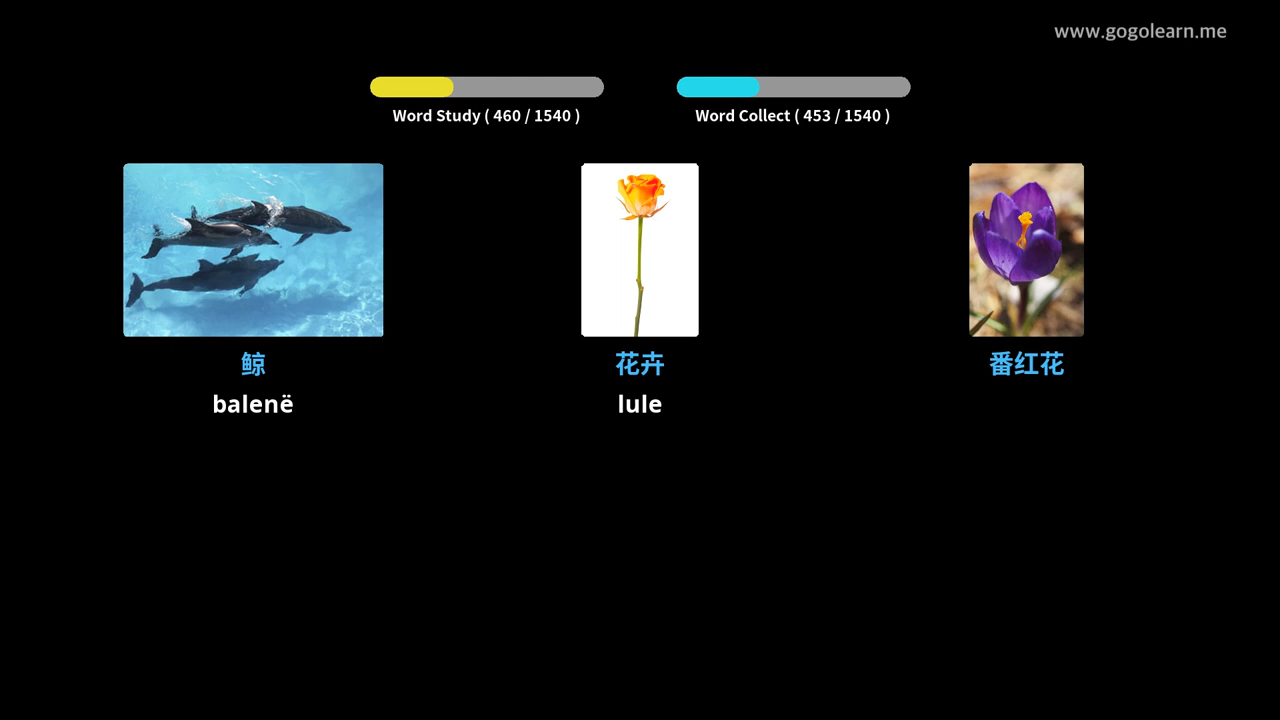 www.gogolearn.me
Word Study ( 460 / 1540 )
Word Collect ( 453 / 1540 )
鲸
花卉
番红花
balenë
lule